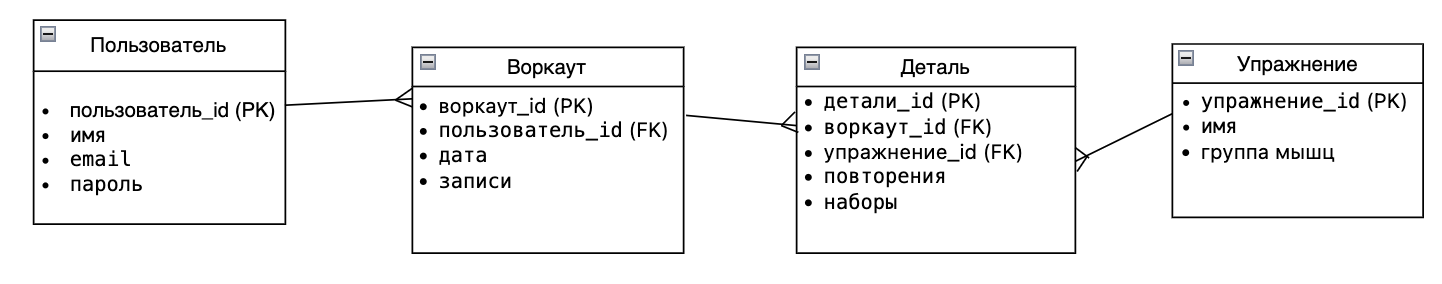 Пользователь
• пользователь_id (PK)
• имя
• email
• пароль
Воркаут
• воркаут_id (PK)
• пользователь_id (FK)
• дата
• записи
Деталь
• детали_id (PK)
• воркаут_id (FK)
• упражнение_id (FK)
• повторения
• наборы
Упражнение
• упражнение_id (PK)
• имя
• группа мышц